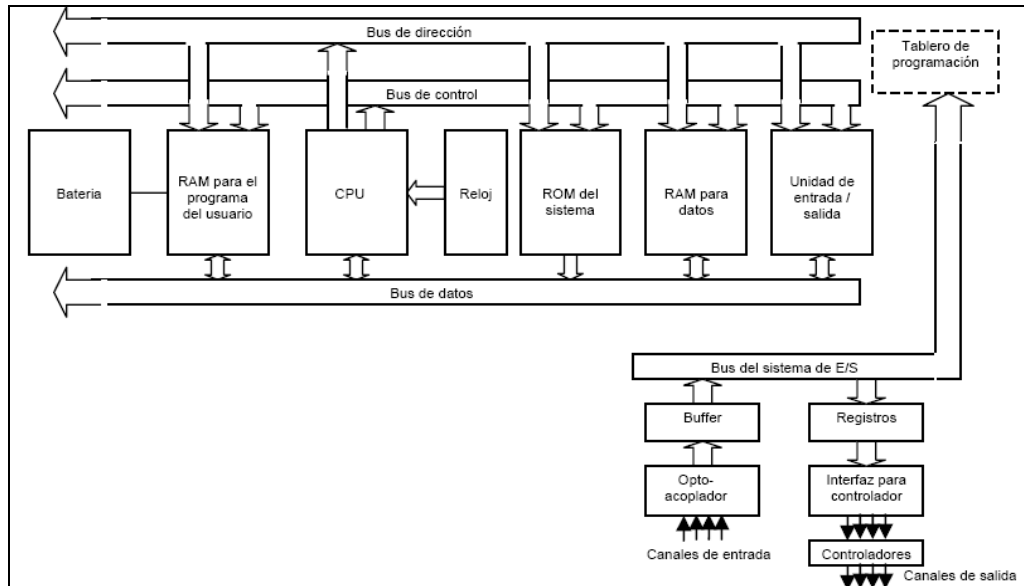 Bus de dirección
Tablero de
programación
Bus de control
Bateria
RAM para el
programa
del usuario
CPU
Reloj
ROM del
sistema
RAM para
datos
Unidad de
entrada /
salida
Bus de datos
Bus del sistema de E/S
Buffer
Registros
Opto-
acoplador
Interfaz para
controlador
Canales de entrada
Controladores
Canales de salida